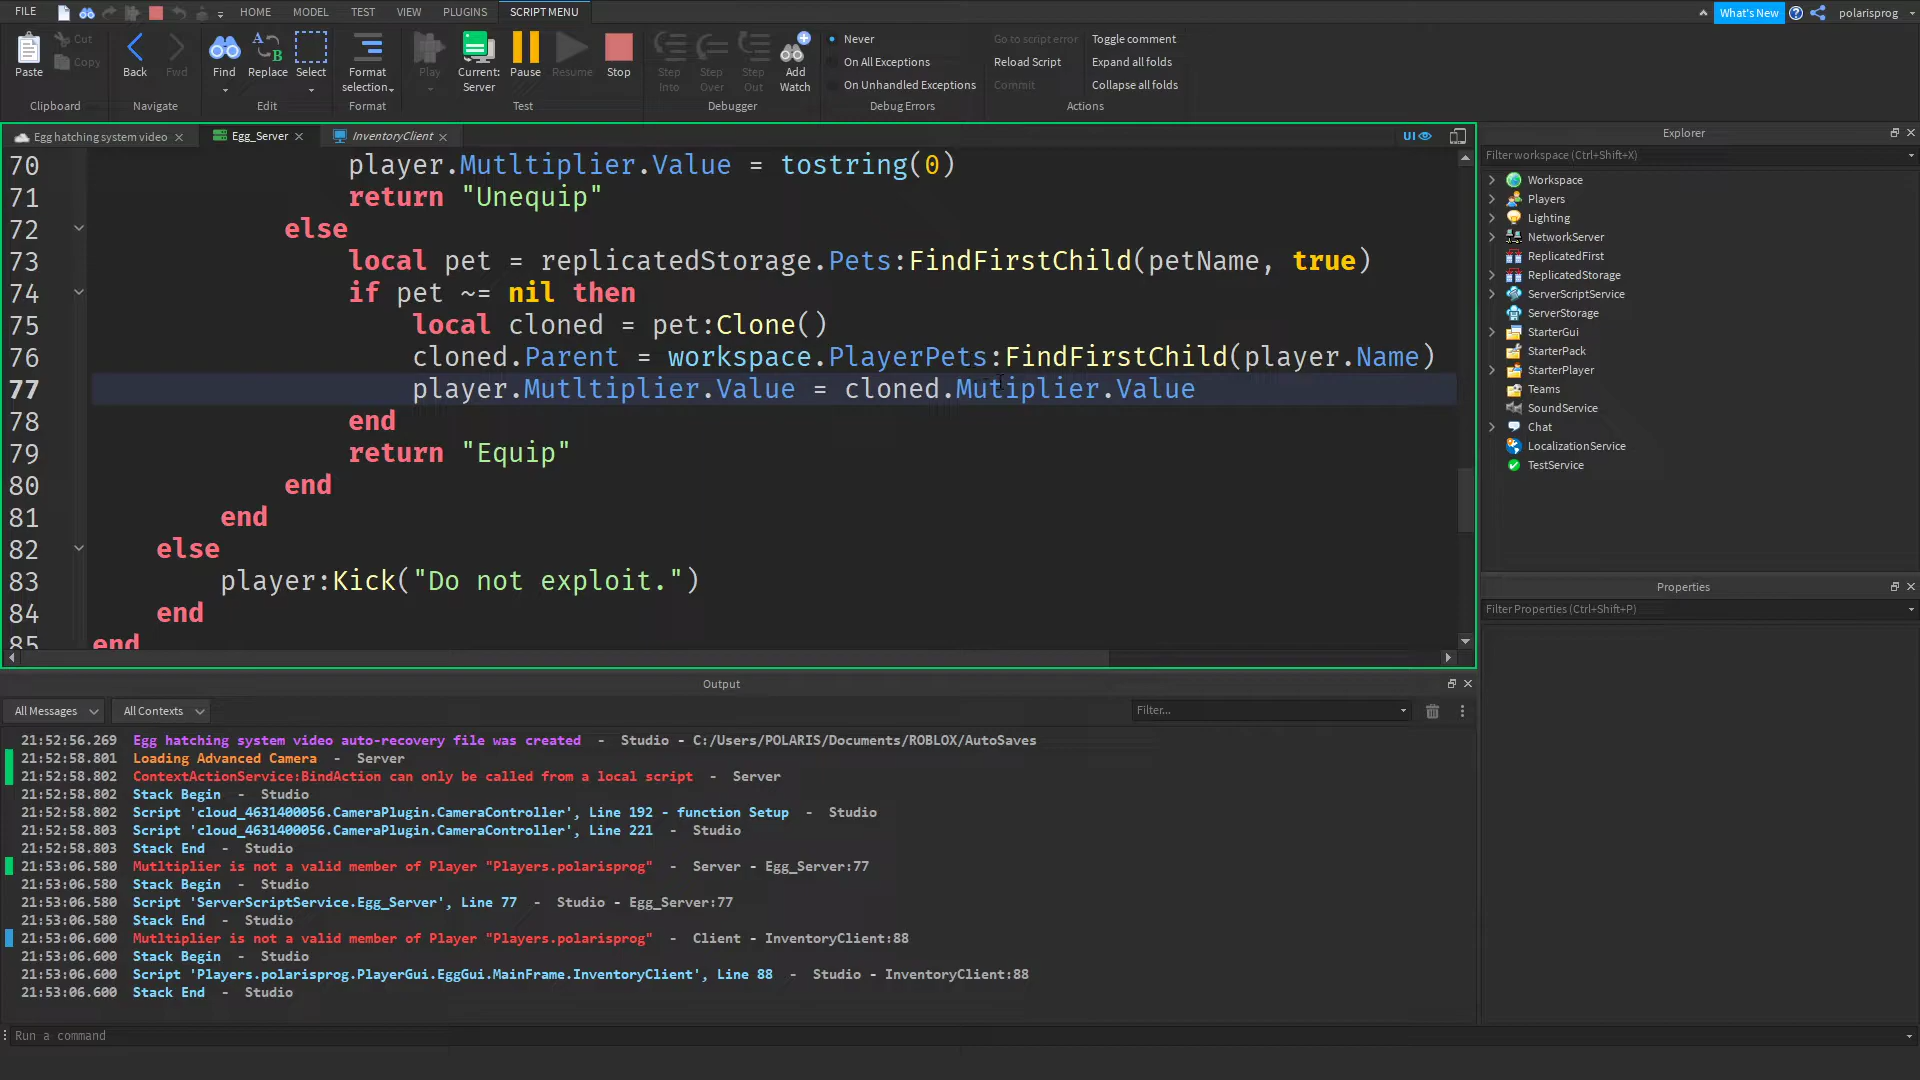 FILE HOME MODEL TEST VIEW PLUGINS SCRIPT MENU What's New polarisprog
Paste Cut Copy Back Fwd Find Replace Select Format selection Play Current: Server Pause Resume Stop Step Into Step Over Step Out Add Watch
Never Go to script error Toggle comment
On All Exceptions Reload Script Expand all folds
On Unhandled Exceptions Commit Collapse all folds
Clipboard Navigate Edit Format Test Debugger Debug Errors Actions
Egg hatching system video Egg_Server InventoryClient UI
70 player.Mutltiplier.Value = tostring(0)
71 return "Unequip"
72 else
73 local pet = replicatedStorage.Pets:FindFirstChild(petName, true)
74 if pet ~= nil then
75 local cloned = pet:Clone()
76 cloned.Parent = workspace.PlayerPets:FindFirstChild(player.Name)
77 player.Mutltiplier.Value = cloned.Mutiplier.Value
78 end
79 return "Equip"
80 end
81 end
82 else
83 player:Kick("Do not exploit.")
84 end
85 end
Explorer
Filter workspace (Ctrl+Shift+X)
Workspace
Players
Lighting
NetworkServer
ReplicatedFirst
ReplicatedStorage
ServerScriptService
ServerStorage
StarterGui
StarterPack
StarterPlayer
Teams
SoundService
Chat
LocalizationService
TestService
Properties
Filter Properties (Ctrl+Shift+P)
Output
All Messages All Contexts Filter...
21:52:56.269 Egg hatching system video auto-recovery file was created - Studio - C:/Users/POLARIS/Documents/ROBLOX/AutoSaves
21:52:58.801 Loading Advanced Camera - Server
21:52:58.802 ContextActionService:BindAction can only be called from a local script - Server
21:52:58.802 Stack Begin - Studio
21:52:58.802 Script 'cloud_4631400056.CameraPlugin.CameraController', Line 192 - function Setup - Studio
21:52:58.803 Script 'cloud_4631400056.CameraPlugin.CameraController', Line 221 - Studio
21:52:58.803 Stack End - Studio
21:53:06.580 Mutltiplier is not a valid member of Player "Players.polarisprog" - Server - Egg_Server:77
21:53:06.580 Stack Begin - Studio
21:53:06.580 Script 'ServerScriptService.Egg_Server', Line 77 - Studio - Egg_Server:77
21:53:06.580 Stack End - Studio
21:53:06.600 Mutltiplier is not a valid member of Player "Players.polarisprog" - Client - InventoryClient:88
21:53:06.600 Stack Begin - Studio
21:53:06.600 Script 'Players.polarisprog.PlayerGui.EggGui.MainFrame.InventoryClient', Line 88 - Studio - InventoryClient:88
21:53:06.600 Stack End - Studio
Run a command